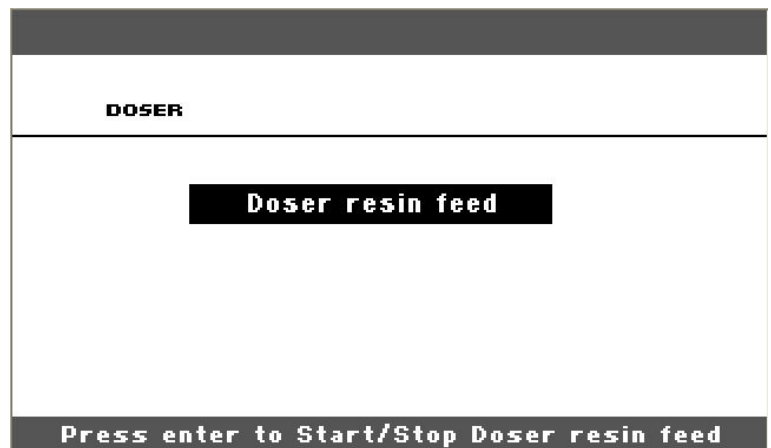 DOSER
Doser resin feed
Press enter to Start/Stop Doser resin feed